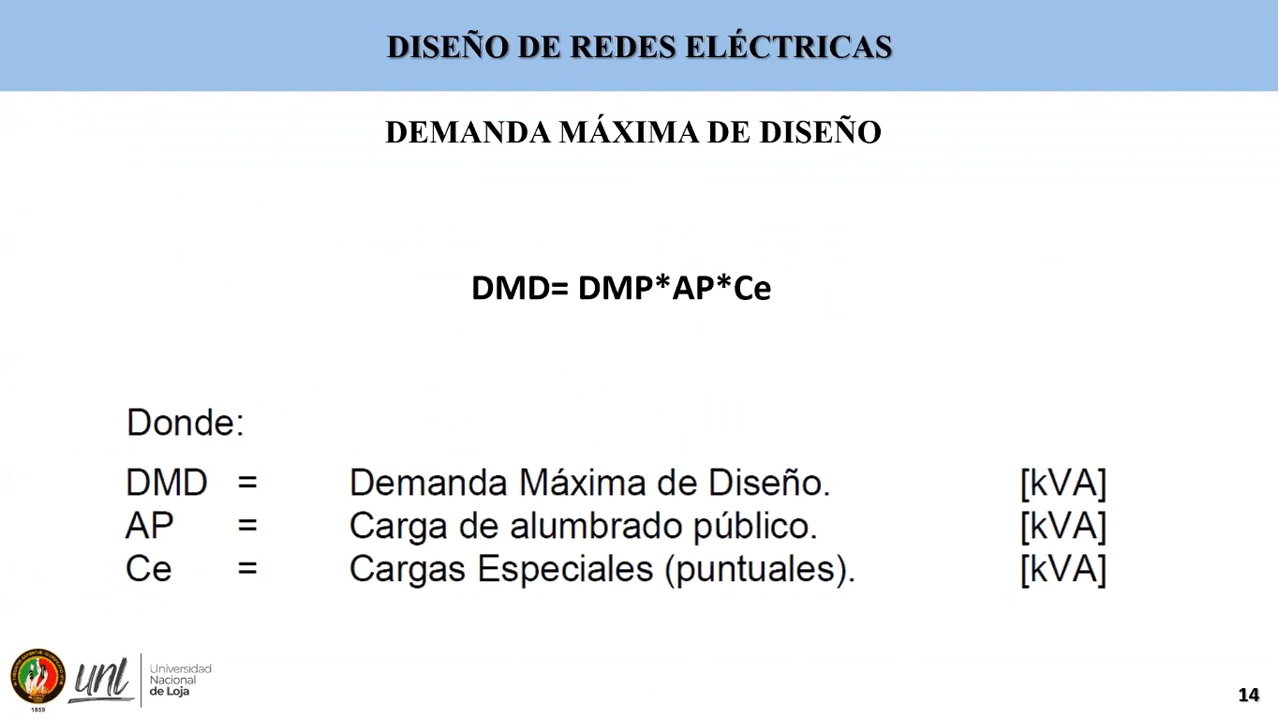 DISEÑO DE REDES ELÉCTRICAS
DEMANDA MÁXIMA DE DISEÑO
DMD= DMP*AP*Ce
Donde:
DMD = Demanda Máxima de Diseño. [kVA]
AP = Carga de alumbrado público. [kVA]
Ce = Cargas Especiales (puntuales). [kVA]
unl
Universidad
Nacional
de Loja
1859
14